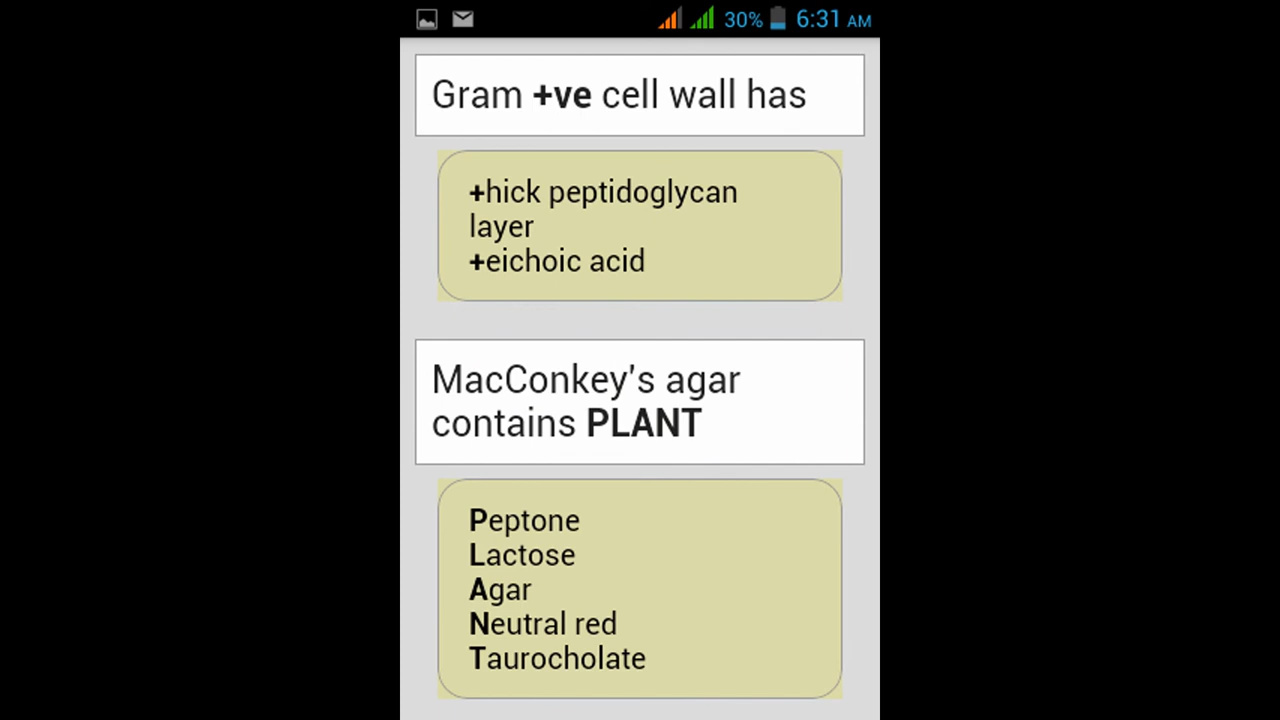 30% 6:31 AM
Gram +ve cell wall has
+hick peptidoglycan
layer
+eichoic acid
MacConkey's agar
contains PLANT
Peptone
Lactose
Agar
Neutral red
Taurocholate